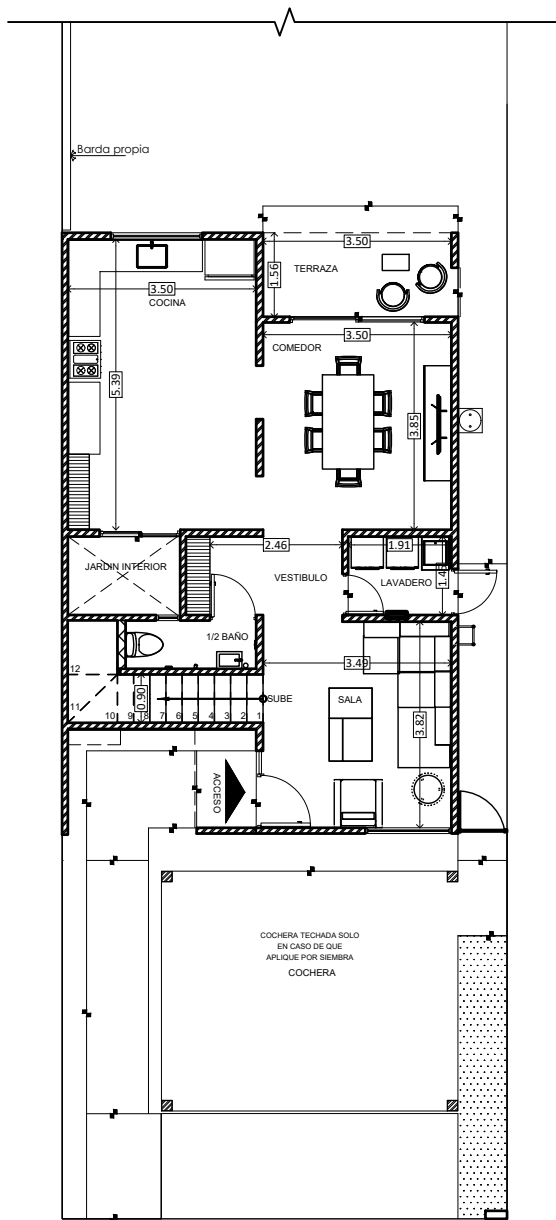 Barda propia
3.50
TERRAZA
1.56
3.50
COCINA
3.50
COMEDOR
5.39
3.85
2.46
1.91
JARDIN INTERIOR
VESTIBULO
LAVADERO
1/2 BAÑO
3.49
12
0.90
SUBE
SALA
11
10
9
8
7
6
5
4
3
2
1
3.82
ACCESO
COCHERA TECHADA SOLO
EN CASO DE QUE
APLIQUE POR SIEMBRA
COCHERA